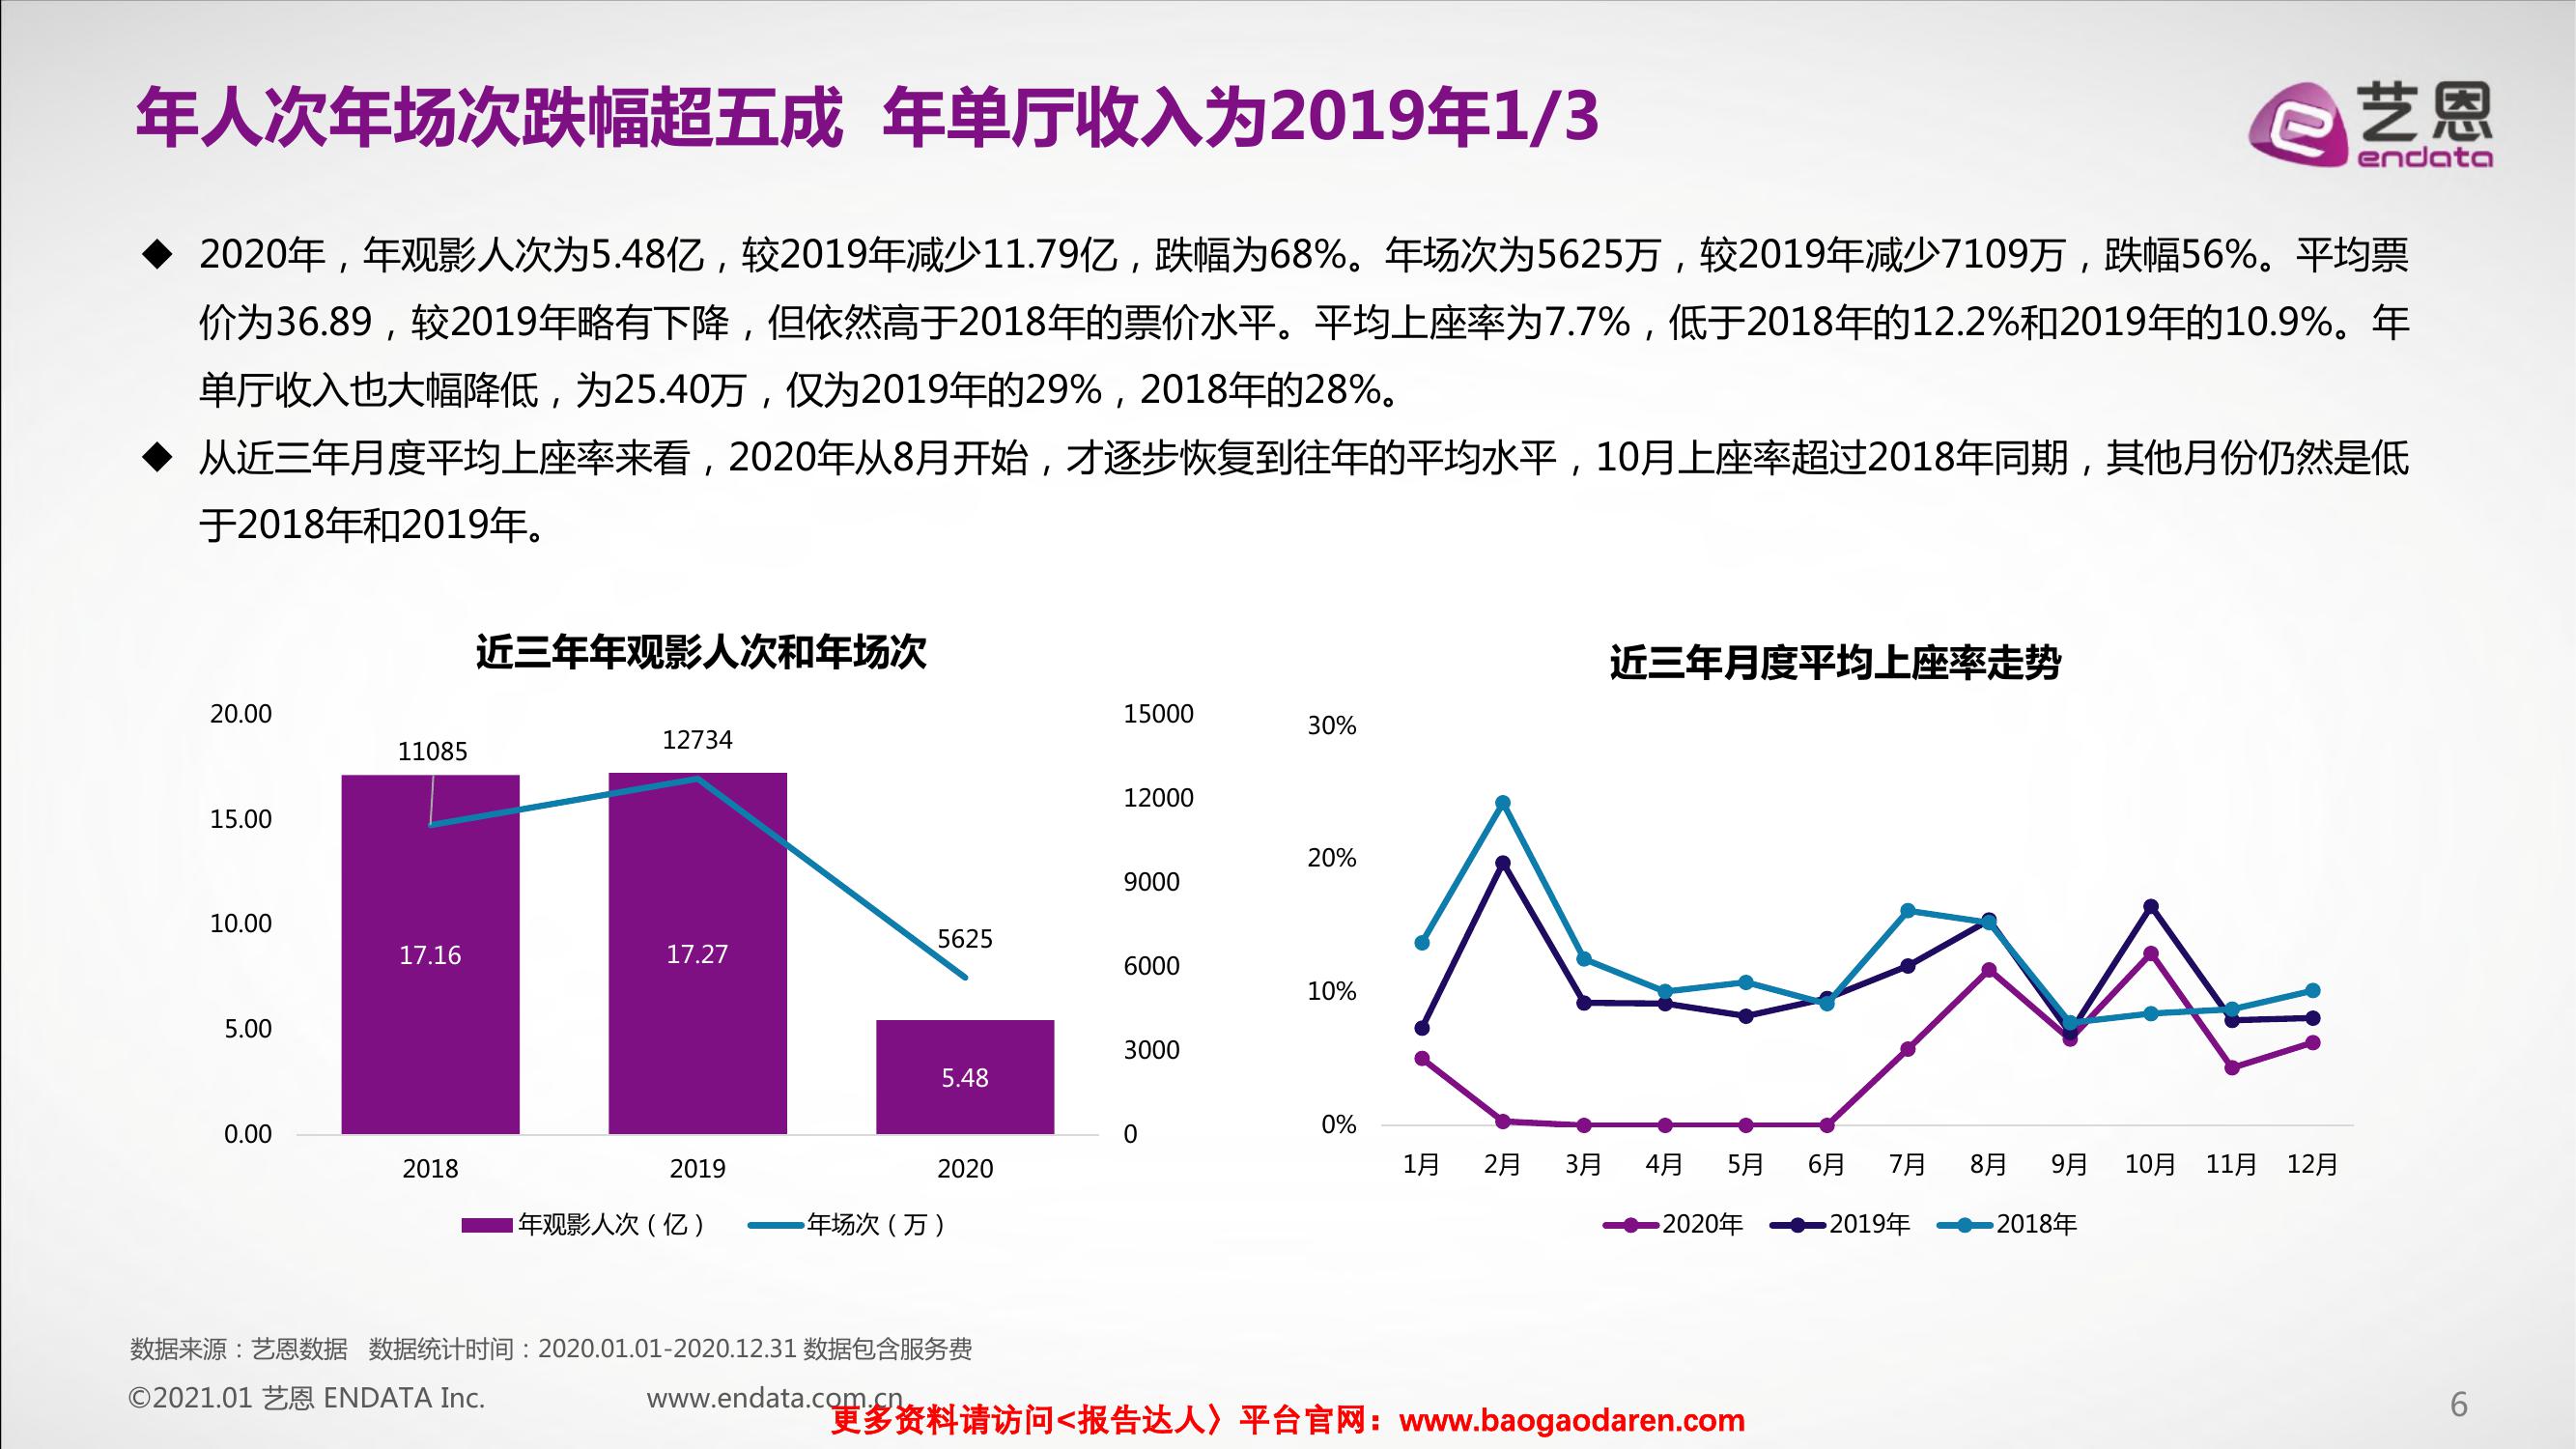 年人次年场次跌幅超五成 年单厅收入为2019年1/3
艺恩
endata
◆ 2020年，年观影人次为5.48亿，较2019年减少11.79亿，跌幅为68%。年场次为5625万，较2019年减少7109万，跌幅56%。平均票
价为36.89，较2019年略有下降，但依然高于2018年的票价水平。平均上座率为7.7%，低于2018年的12.2%和2019年的10.9%。年
单厅收入也大幅降低，为25.40万，仅为2019年的29%，2018年的28%。
◆ 从近三年月度平均上座率来看，2020年从8月开始，才逐步恢复到往年的平均水平，10月上座率超过2018年同期，其他月份仍然是低
于2018年和2019年。
近三年年观影人次和年场次
20.00
15.00
10.00
5.00
0.00
11085
12734
5625
17.16
17.27
5.48
15000
12000
9000
6000
3000
0
2018 2019 2020
年观影人次（亿） 年场次（万）
近三年月度平均上座率走势
30%
20%
10%
0%
1月 2月 3月 4月 5月 6月 7月 8月 9月 10月 11月 12月
2020年 2019年 2018年
数据来源：艺恩数据 数据统计时间：2020.01.01-2020.12.31 数据包含服务费
©2021.01 艺恩 ENDATA Inc. www.endata.com.cn
更多资料请访问<报告达人〉平台官网：www.baogaodaren.com
6